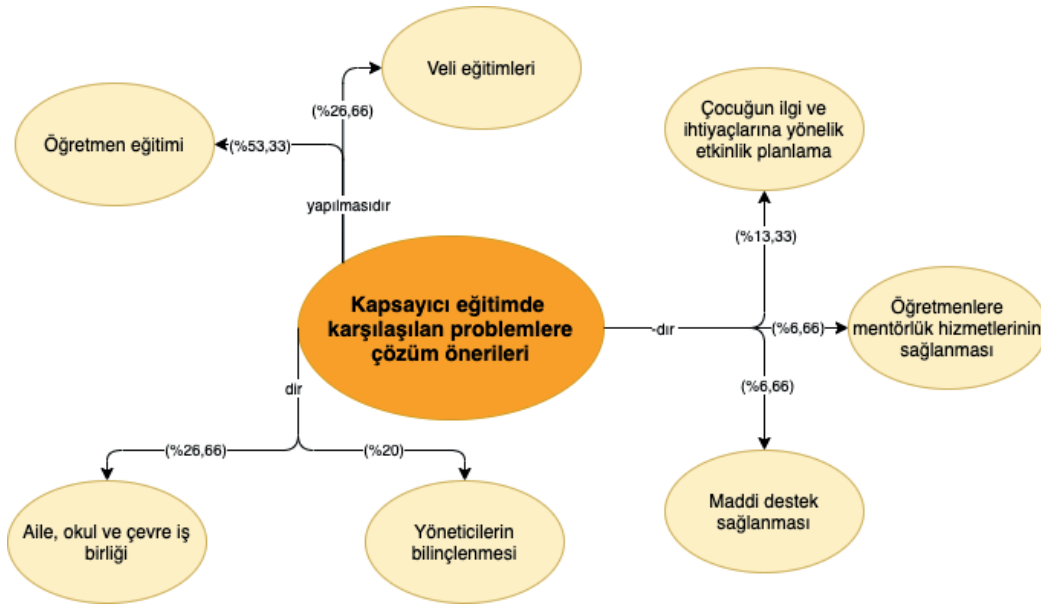 Veli eğitimleri
(%26,66)
Öğretmen eğitimi
(%53,33)
yapılmasıdır
Çocuğun ilgi ve
ihtiyaçlarına yönelik
etkinlik planlama
(%13,33)
Kapsayıcı eğitimde
karşılaşılan problemlere
çözüm önerileri
-dır
(%6,66)
Öğretmenlere
mentörlük hizmetlerinin
sağlanması
(%6,66)
Maddi destek
sağlanması
dir
(%26,66)
(%20)
Aile, okul ve çevre iş
birliği
Yöneticilerin
bilinçlenmesi